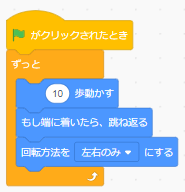 がクリックされたとき
ずっと
10 歩動かす
もし端に着いたら、跳ね返る
回転方法を 左右のみ にする